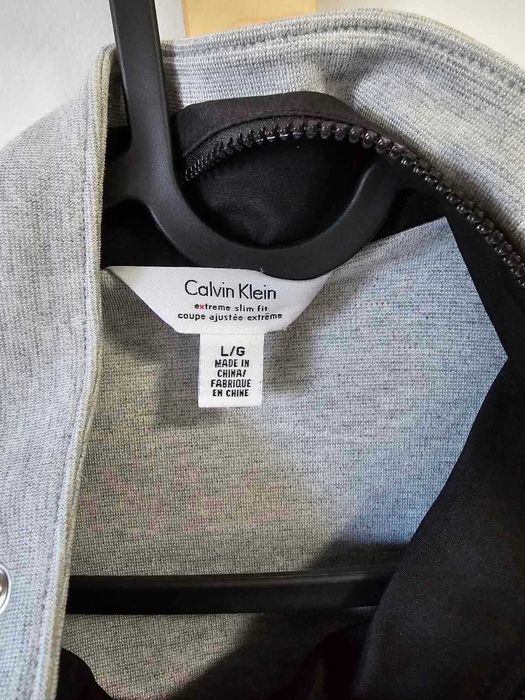 Calvin Klein
extreme slim fit
coupe ajustée extrême
L/G
MADE IN
CHINA/
FABRIQUE
EN CHINE